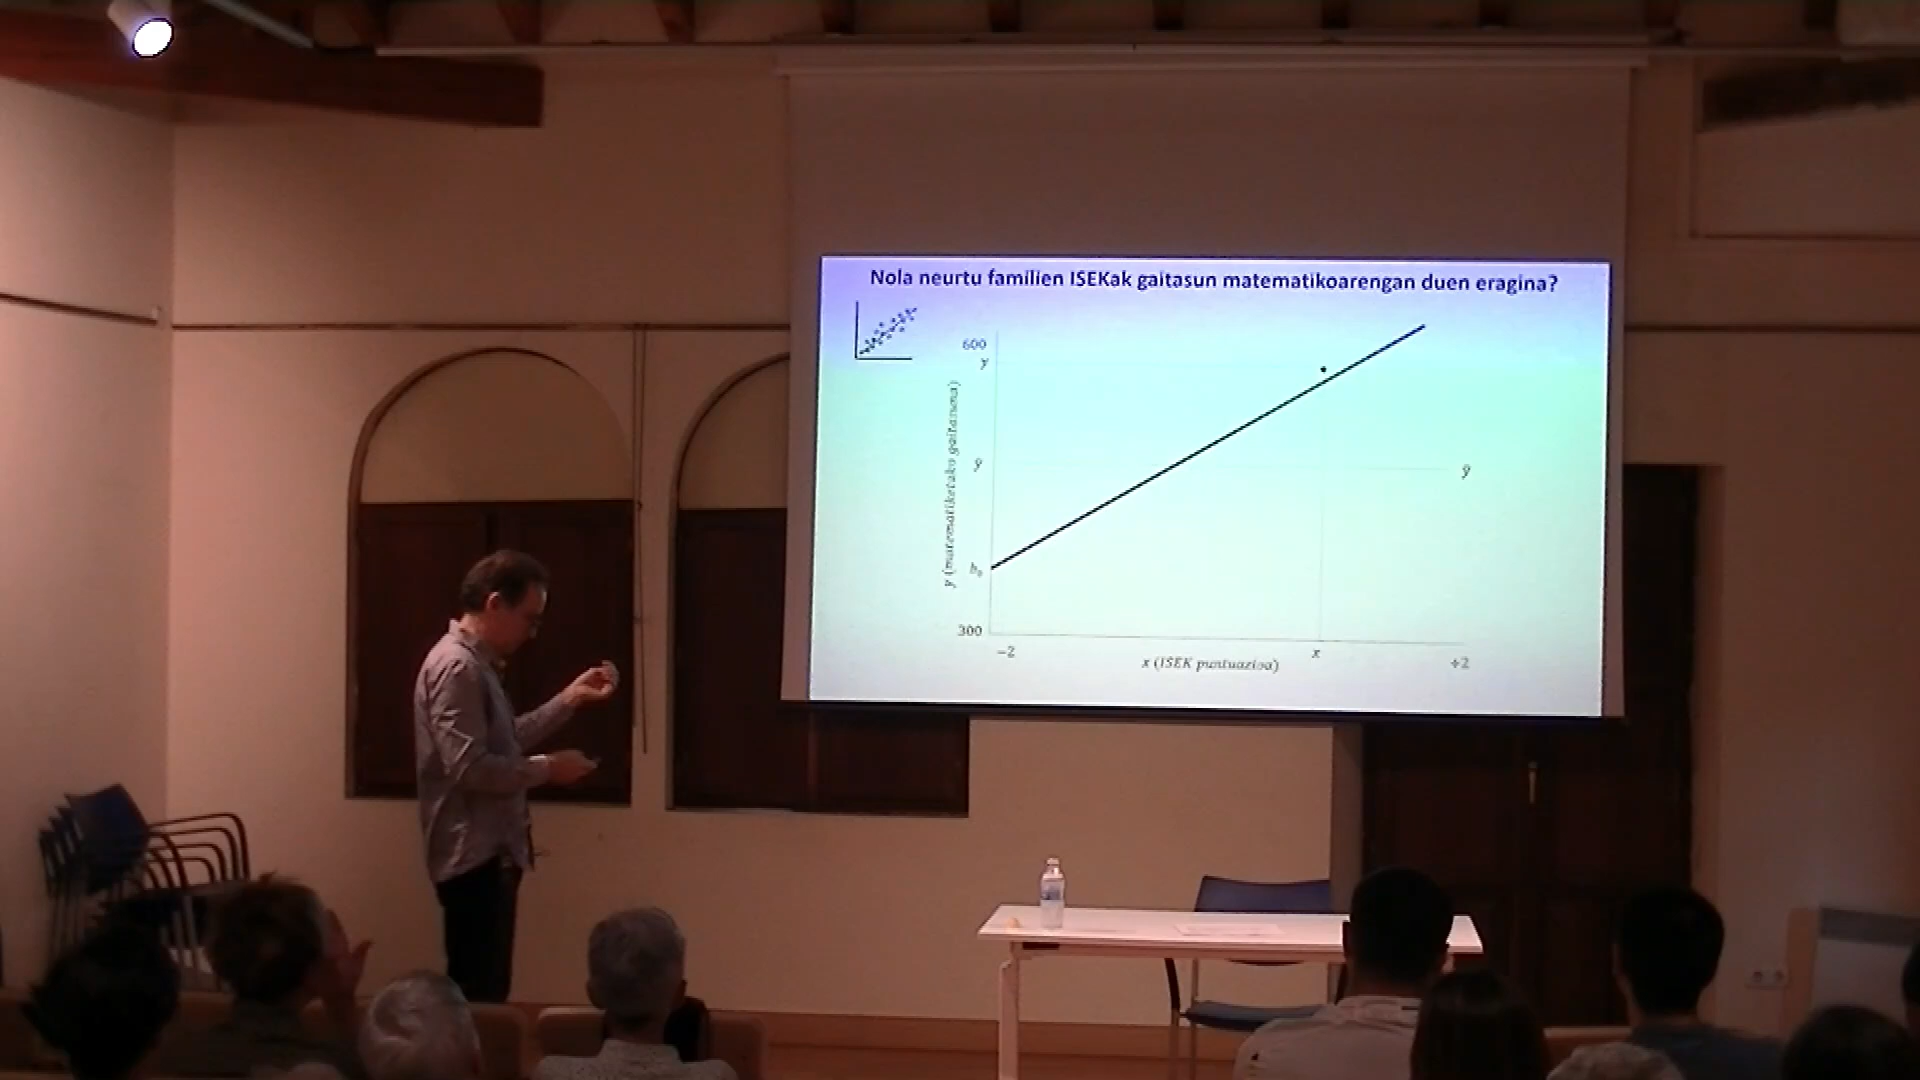 Nola neurtu familien ISEKak gaitasun matematikoarengan duen eragina?
600
y
y (matematiketako gaitasuna)
ȳ
ȳ
b₀
300
−2
x (ISEK puntuazioa)
x
+2